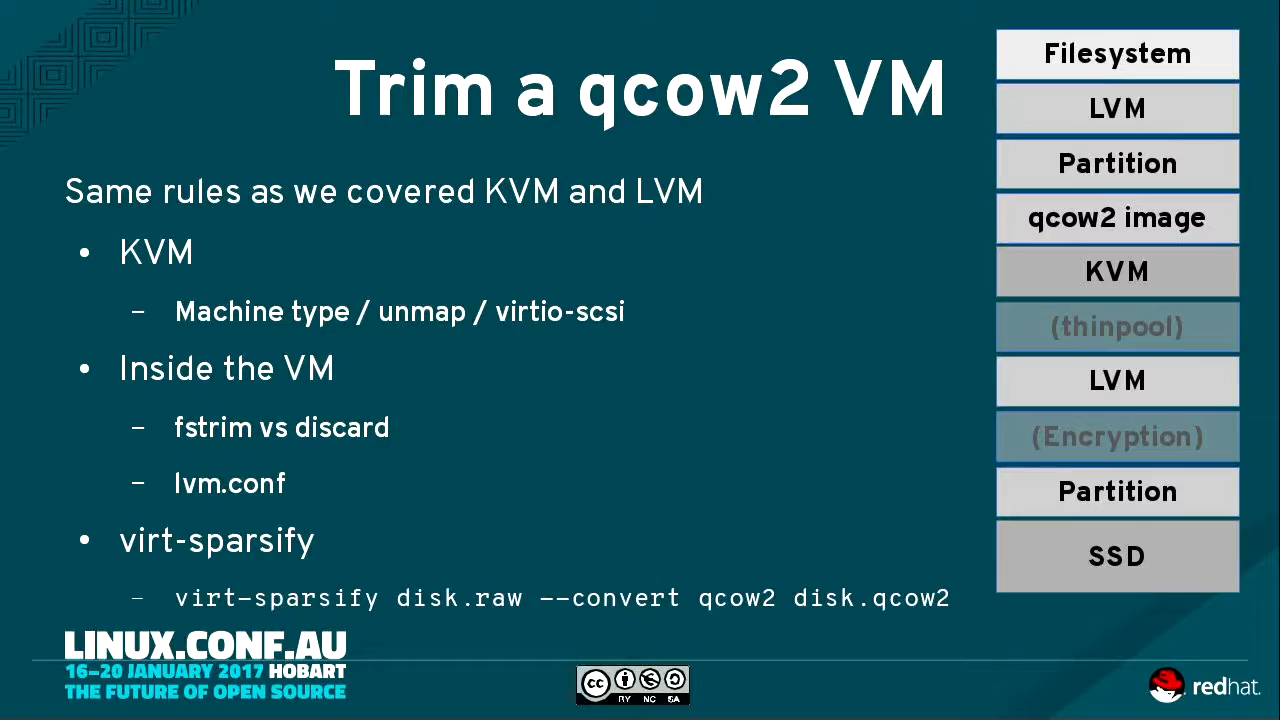 Trim a qcow2 VM
Same rules as we covered KVM and LVM
• KVM
– Machine type / unmap / virtio-scsi
• Inside the VM
– fstrim vs discard
– lvm.conf
• virt-sparsify
– virt-sparsify disk.raw --convert qcow2 disk.qcow2
Filesystem
LVM
Partition
qcow2 image
KVM
(thinpool)
LVM
(Encryption)
Partition
SSD
LINUX.CONF.AU
16–20 JANUARY 2017 HOBART
THE FUTURE OF OPEN SOURCE
cc
BY NC SA
redhat.